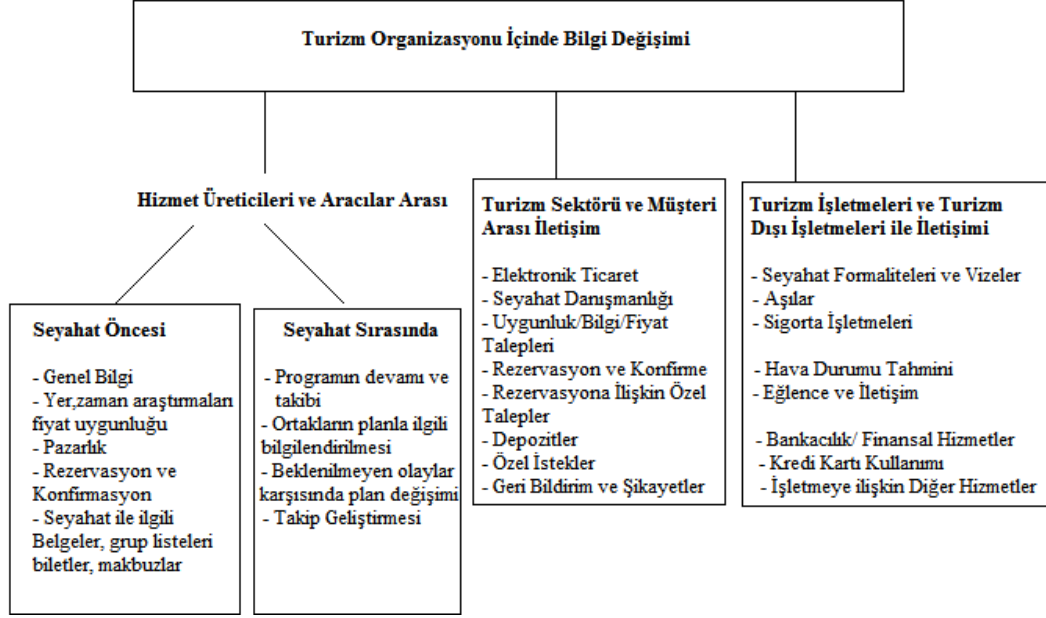 Turizm Organizasyonu İçinde Bilgi Değişimi
Hizmet Üreticileri ve Aracılar Arası
Seyahat Öncesi
- Genel Bilgi
- Yer,zaman araştırmaları
fiyat uygunluğu
- Pazarlık
- Rezervasyon ve
Konfirmasyon
- Seyahat ile ilgili
Belgeler, grup listeleri
biletler, makbuzlar
Seyahat Sırasında
- Programın devamı ve
takibi
- Ortakların planla ilgili
bilgilendirilmesi
- Beklenilmeyen olaylar
karşısında plan değişimi
- Takip Geliştirmesi
Turizm Sektörü ve Müşteri
Arası İletişim
- Elektronik Ticaret
- Seyahat Danışmanlığı
- Uygunluk/Bilgi/Fiyat
Talepleri
- Rezervasyon ve Konfirme
- Rezervasyona İlişkin Özel
Talepler
- Depozitler
- Özel İstekler
- Geri Bildirim ve Şikayetler
Turizm İşletmeleri ve Turizm
Dışı İşletmeleri ile İletişimi
- Seyahat Formaliteleri ve Vizeler
- Aşılar
- Sigorta İşletmeleri
- Hava Durumu Tahmini
- Eğlence ve İletişim
- Bankacılık/ Finansal Hizmetler
- Kredi Kartı Kullanımı
- İşletmeye ilişkin Diğer Hizmetler